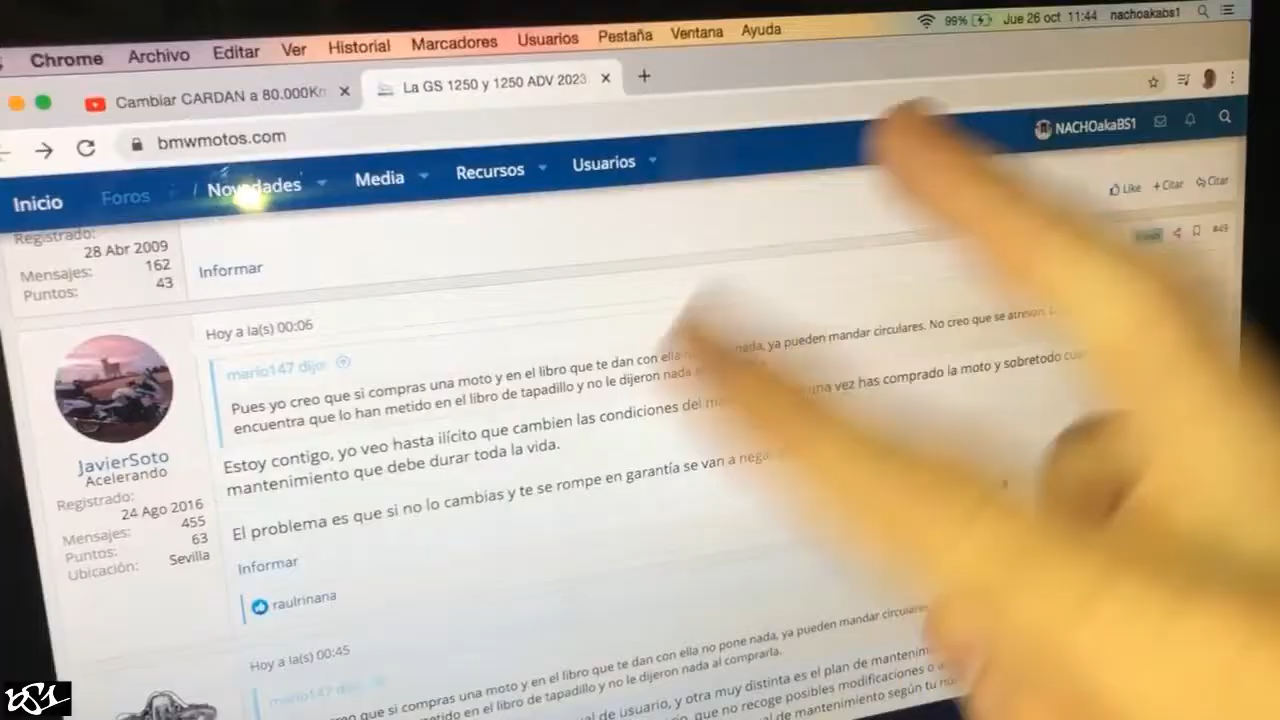 Chrome Archivo Editar Ver Historial Marcadores Usuarios Pestaña Ventana Ayuda 99% Jue 26 oct 11:44 nachoakabs1
Cambiar CARDAN a 80.000Km La GS 1250 y 1250 ADV 2023
bmwmotos.com
Inicio Foros Novedades Media Recursos Usuarios NACHOakaBS1
Like + Citar Citar
Registrado:
28 Abr 2009
Mensajes: 162
Puntos: 43
Informar
#49
Hoy a la(s) 00:06
mario147 dijo:
Pues yo creo que si compras una moto y en el libro que te dan con ella nada, ya pueden mandar circulares. No creo que se atrevan.
encuentra que lo han metido en el libro de tapadillo y no le dijeron nada
Estoy contigo, yo veo hasta ilícito que cambien las condiciones del una vez has comprado la moto y sobretodo
mantenimiento que debe durar toda la vida.
El problema es que si no lo cambias y te se rompe en garantía se van a
Informar
raulrinana
JavierSoto
Acelerando
Registrado:
24 Ago 2016
Mensajes: 455
Puntos: 63
Ubicación: Sevilla
Hoy a la(s) 00:45
mario147 dijo
creo que si compras una moto y en el libro que te dan con ella no pone nada, ya pueden mandar circulares
metido en el libro de tapadillo y no le dijeron nada al comprarla.
de usuario, y otra muy distinta es el plan de
que no recoge posibles modificaciones o
de mantenimiento según tu
BS1